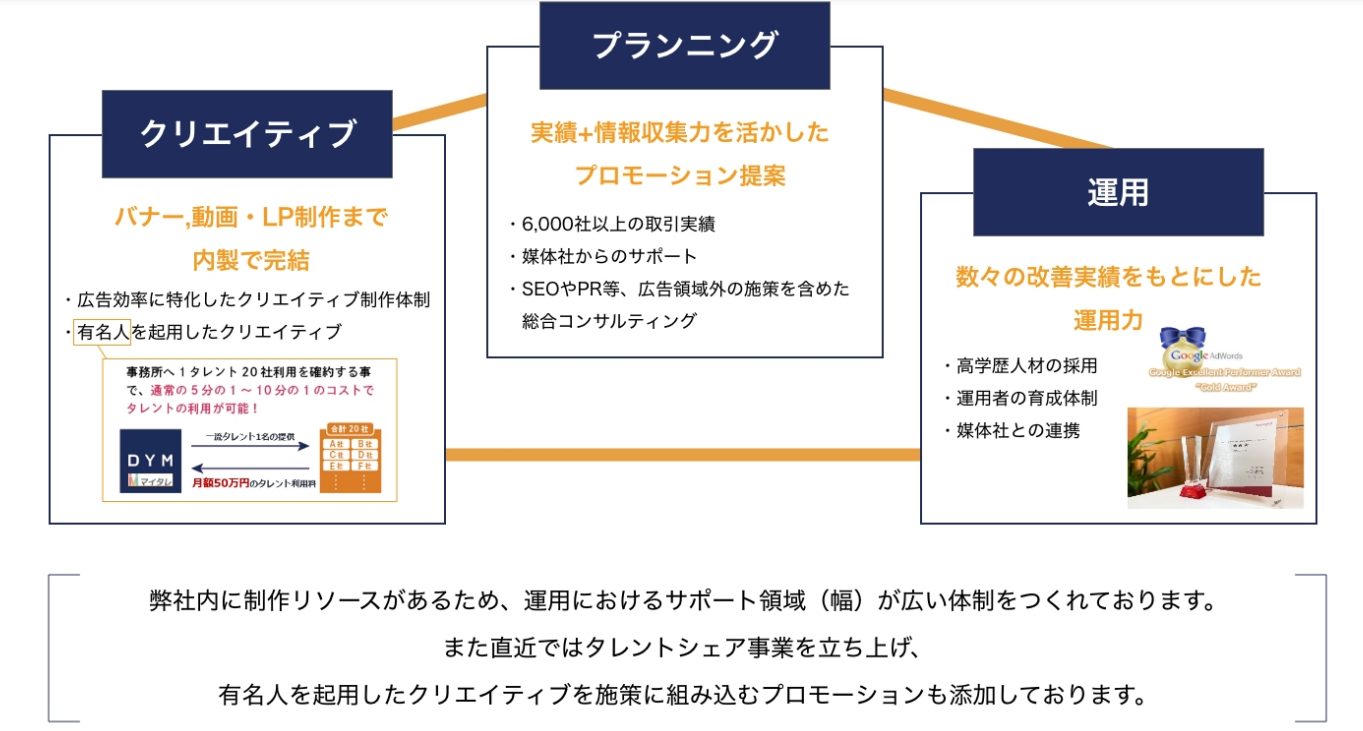 プランニング
実績+情報収集力を活かした
プロモーション提案
・6,000社以上の取引実績
・媒体社からのサポート
・SEOやPR等、広告領域外の施策を含めた
総合コンサルティング
クリエイティブ
バナー,動画・LP制作まで
内製で完結
・広告効率に特化したクリエイティブ制作体制
・有名人を起用したクリエイティブ
事務所へ1タレント20社利用を確約する事
で、通常の5分の1〜10分の1のコストで
タレントの利用が可能！
DYM
マイタレ
一流タレント1名の提供
月額50万円のタレント利用料
合計20社
A社 B社
C社 D社
E社 F社
運用
数々の改善実績をもとにした
運用力
・高学歴人材の採用
・運用者の育成体制
・媒体社との連携
Google AdWords
Google Excellent Performer Award
"Gold Award"
弊社内に制作リソースがあるため、運用におけるサポート領域（幅）が広い体制をつくれております。
また直近ではタレントシェア事業を立ち上げ、
有名人を起用したクリエイティブを施策に組み込むプロモーションも添加しております。